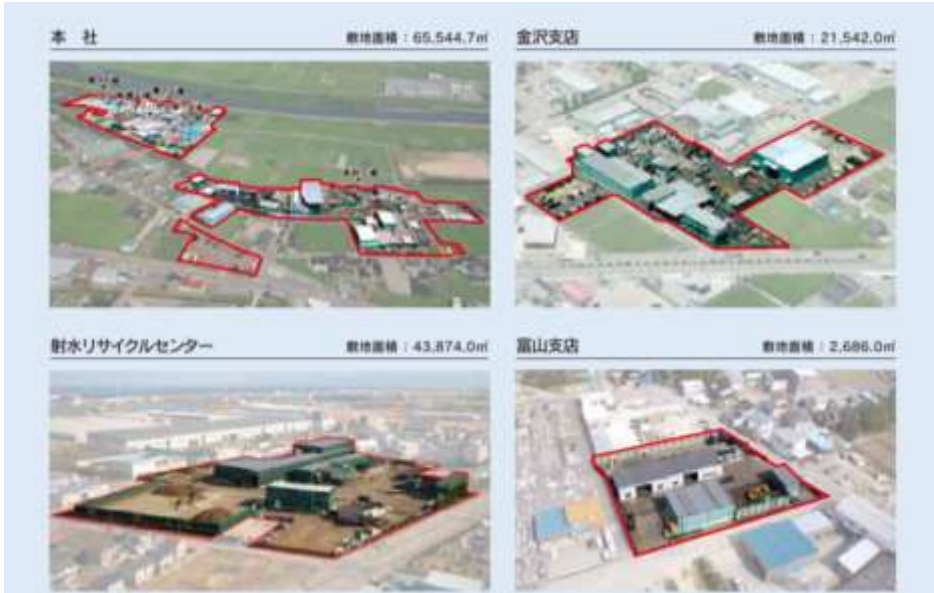 本 社
敷地面積：65,544.7㎡
金沢支店
敷地面積：21,542.0㎡
射水リサイクルセンター
敷地面積：43,874.0㎡
富山支店
敷地面積：2,686.0㎡